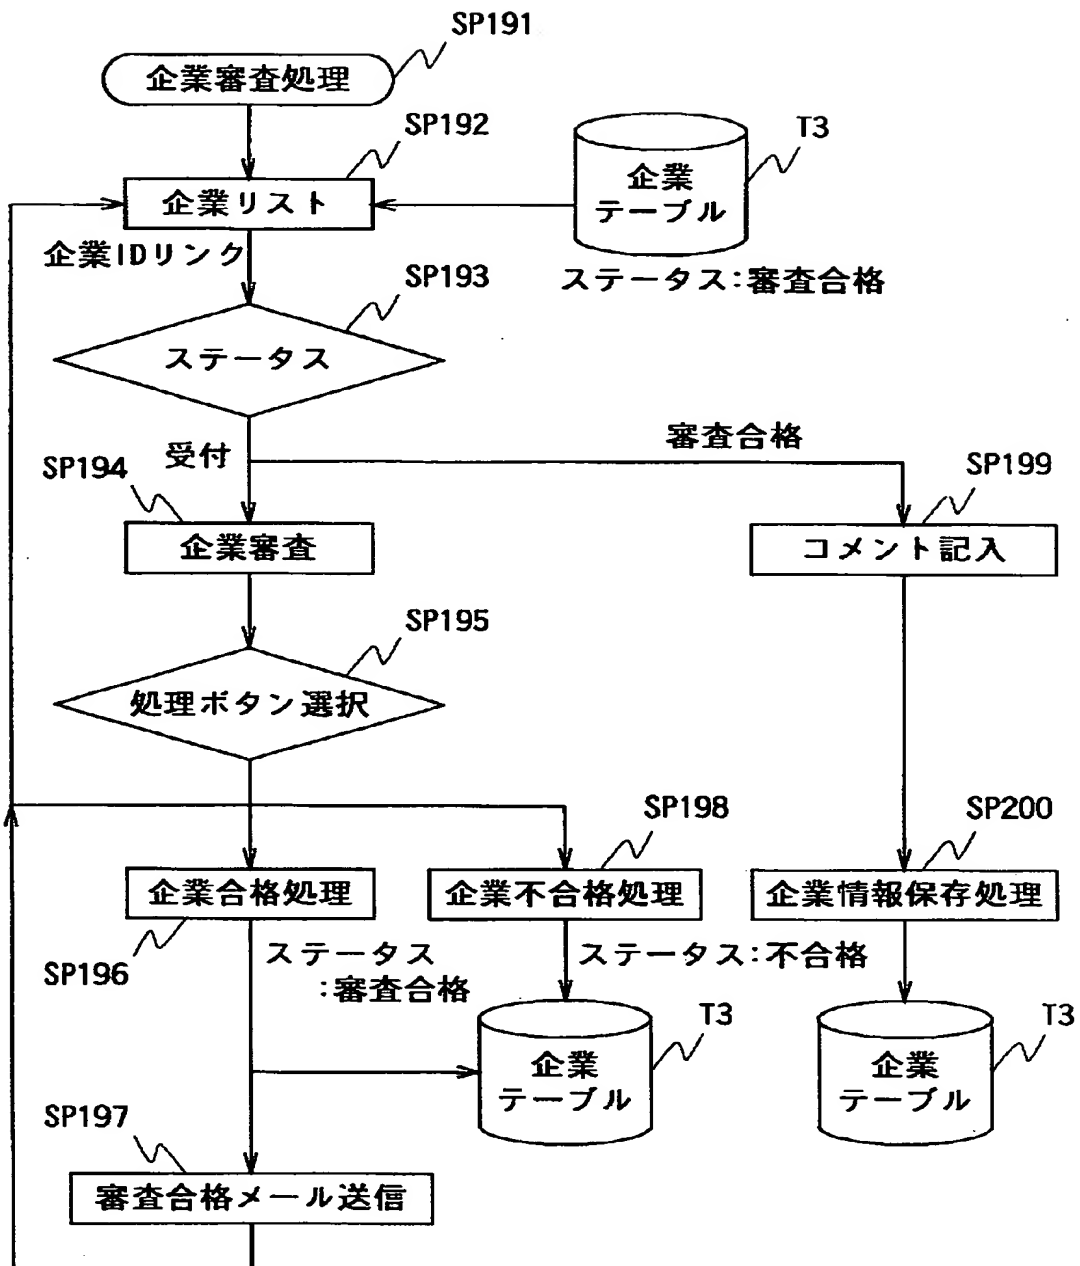 SP191
企業審査処理
SP192
T3
企業
テーブル
企業リスト
企業IDリンク
ステータス:審査合格
SP193
ステータス
受付
審査合格
SP194
SP199
企業審査
コメント記入
SP195
処理ボタン選択
SP198
SP200
企業合格処理
企業不合格処理
企業情報保存処理
SP196
ステータス
:審査合格
ステータス:不合格
T3
T3
企業
テーブル
企業
テーブル
SP197
審査合格メール送信